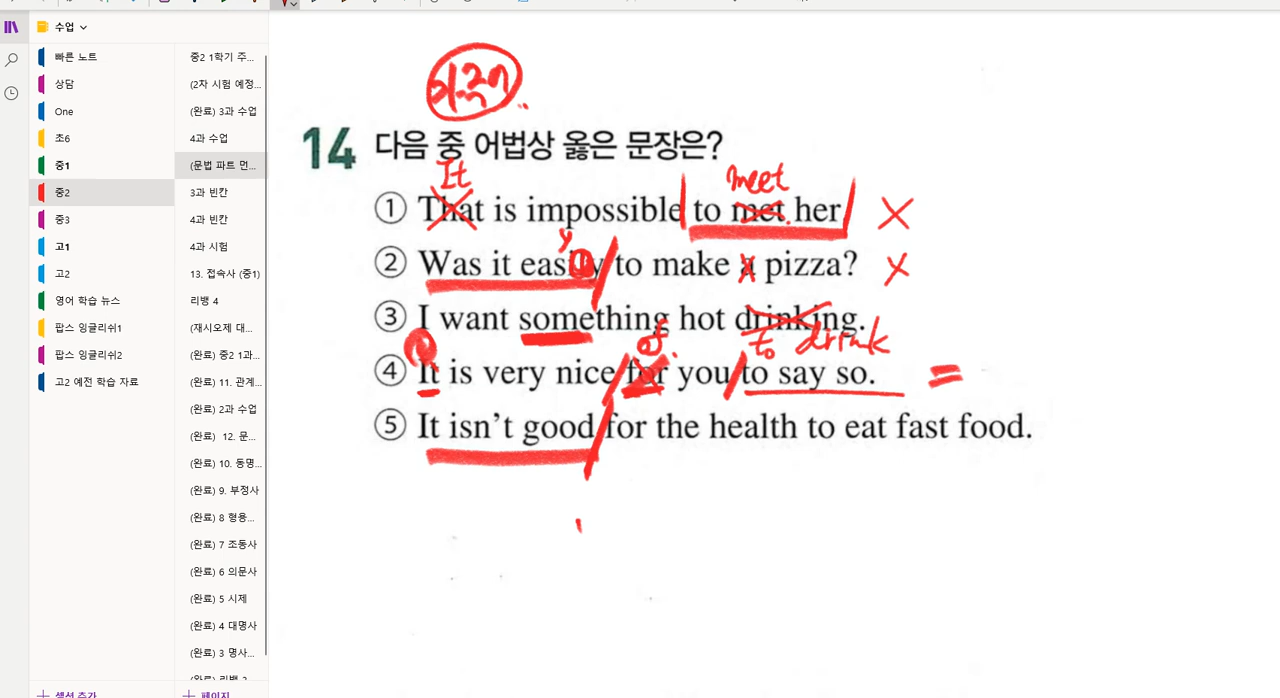 수업
빠른 노트
상담
One
초6
중1
중2
중3
고1
고2
영어 학습 뉴스
팝스 잉글리쉬1
팝스 잉글리쉬2
고2 예전 학습 자료
섹션 추가
중2 1학기 주...
(2차 시험 예정...
(완료) 3과 수업
4과 수업
(문법 파트 먼...
3과 빈칸
4과 빈칸
4과 시험
13. 접속사 (중1)
리뱅 4
(재시오제 대...
(완료) 중2 1과...
(완료) 11. 관계...
(완료) 2과 수업
(완료) 12. 문...
(완료) 10. 동명...
(완료) 9. 부정사
(완료) 8 형용...
(완료) 7 조동사
(완료) 6 의문사
(완료) 5 시제
(완료) 4 대명사
(완료) 3 명사...
페이지
14 다음 중 어법상 옳은 문장은?
It
meet
① That is impossible to met her
y
② Was it easily to make a pizza?
③ I want something hot drinking.
to drink
of
④ It is very nice for you to say so.
⑤ It isn't good for the health to eat fast food.